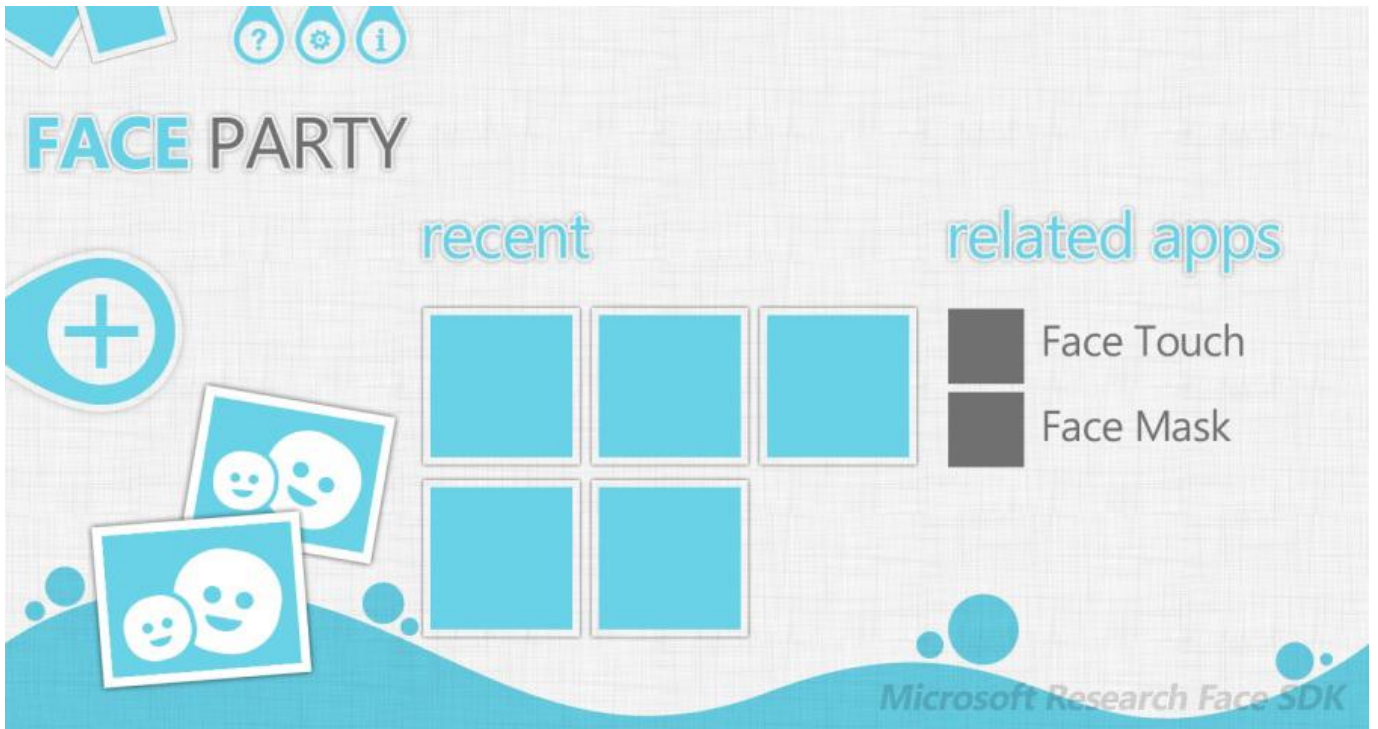 ?
i
FACE PARTY
recent
related apps
Face Touch
Face Mask
Microsoft Research Face SDK